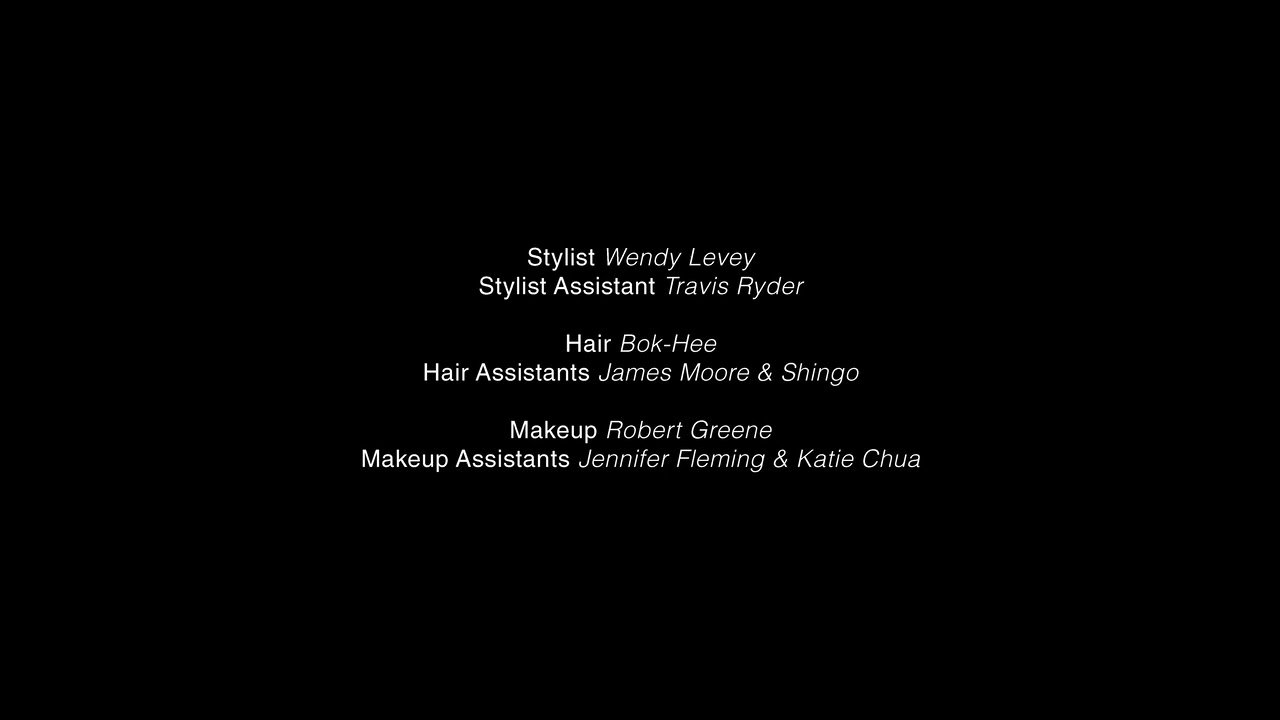 Stylist Wendy Levey
Stylist Assistant Travis Ryder
Hair Bok-Hee
Hair Assistants James Moore & Shingo
Makeup Robert Greene
Makeup Assistants Jennifer Fleming & Katie Chua